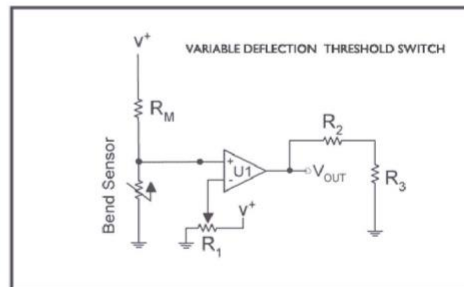 VARIABLE DEFLECTION THRESHOLD SWITCH
V+
RM
Bend Sensor
+
U1
-
VOUT
R2
R3
V+
R1